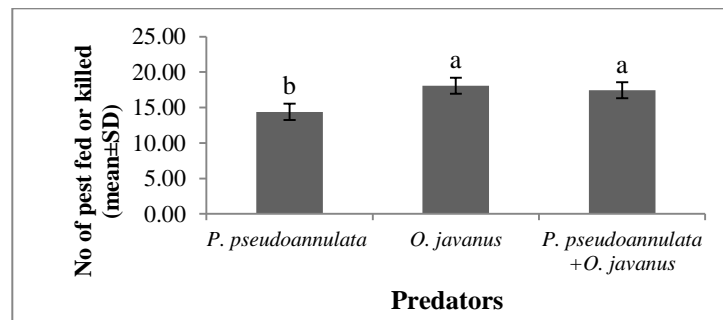 No of pest fed or killed
(mean±SD)
25.00
20.00
15.00
10.00
5.00
0.00
b
a
a
P. pseudoannulata
O. javanus
P. pseudoannulata
+O. javanus
Predators